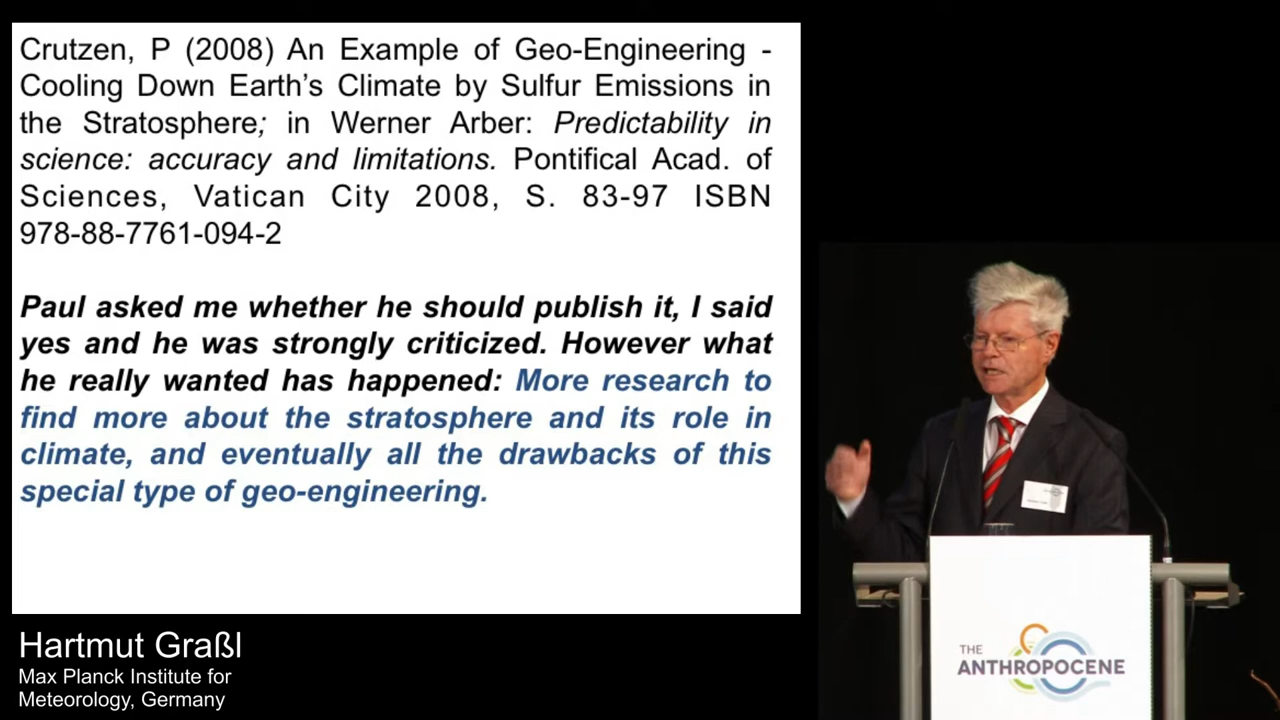 Crutzen, P (2008) An Example of Geo-Engineering -
Cooling Down Earth's Climate by Sulfur Emissions in
the Stratosphere; in Werner Arber: Predictability in
science: accuracy and limitations. Pontifical Acad. of
Sciences, Vatican City 2008, S. 83-97 ISBN
978-88-7761-094-2
Paul asked me whether he should publish it, I said
yes and he was strongly criticized. However what
he really wanted has happened: More research to
find more about the stratosphere and its role in
climate, and eventually all the drawbacks of this
special type of geo-engineering.
Hartmut Graßl
Max Planck Institute for
Meteorology, Germany
THE
ANTHROPOCENE